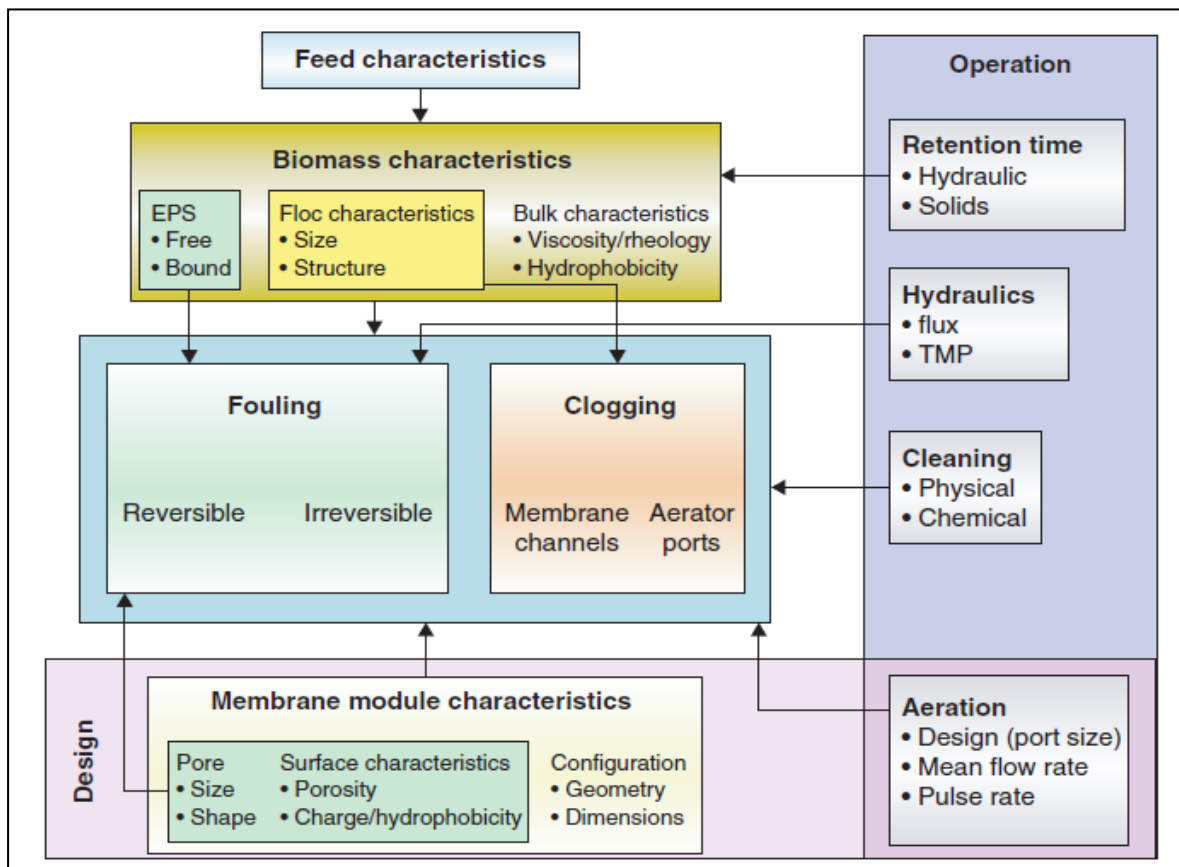 Feed characteristics
Biomass characteristics
EPS
• Free
• Bound
Floc characteristics
• Size
• Structure
Bulk characteristics
• Viscosity/rheology
• Hydrophobicity
Fouling
Reversible
Irreversible
Clogging
Membrane
channels
Aerator
ports
Operation
Retention time
• Hydraulic
• Solids
Hydraulics
• flux
• TMP
Cleaning
• Physical
• Chemical
Design
Membrane module characteristics
Pore
• Size
• Shape
Surface characteristics
• Porosity
• Charge/hydrophobicity
Configuration
• Geometry
• Dimensions
Aeration
• Design (port size)
• Mean flow rate
• Pulse rate